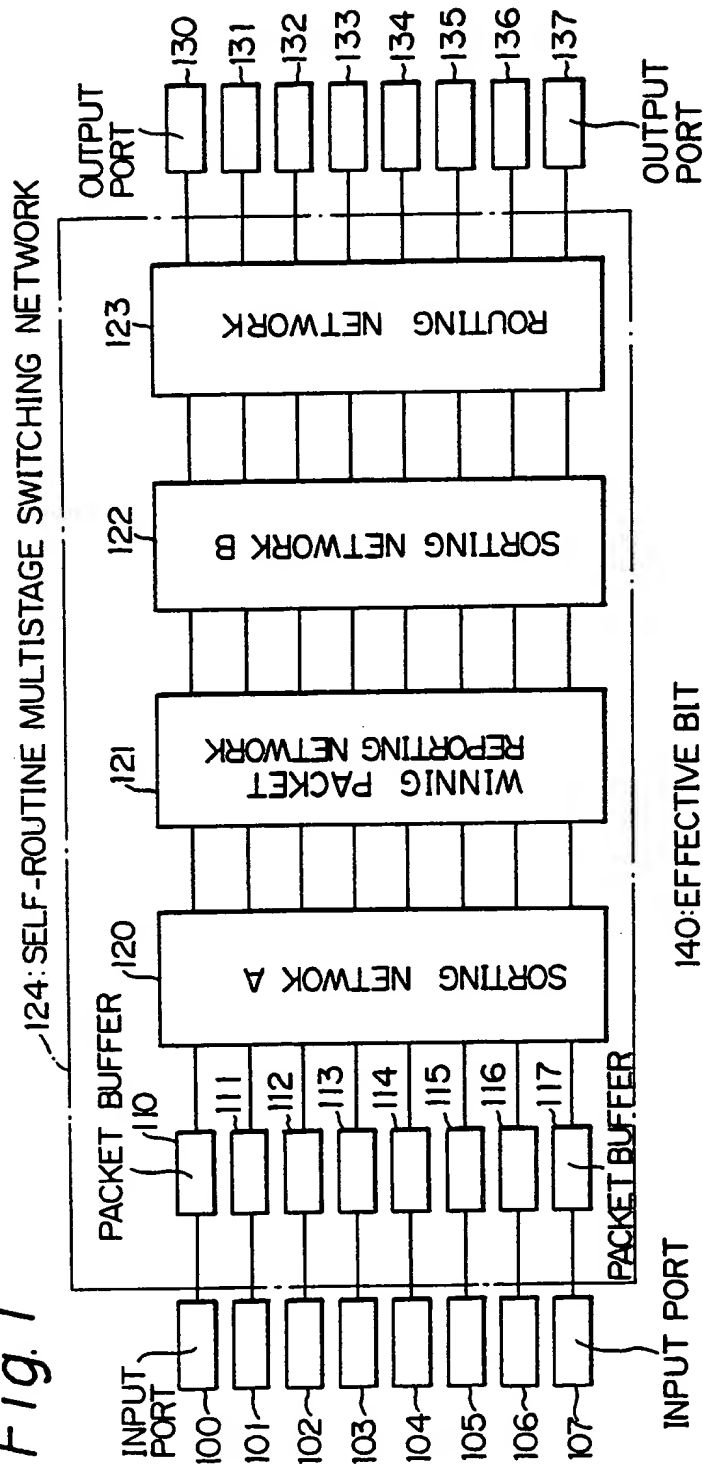 Fig. 1
124: SELF-ROUTINE MULTISTAGE SWITCHING NETWORK
INPUT
PORT
100
101
102
103
104
105
106
107
INPUT PORT
PACKET BUFFER
110
111
112
113
114
115
116
117
PACKET BUFFER
120
SORTING NETWOK A
121
WINNIG PACKET
REPORTING NETWORK
122
SORTING NETWORK B
123
ROUTING NETWORK
OUTPUT
PORT
130
131
132
133
134
135
136
137
OUTPUT
PORT
140:EFFECTIVE BIT